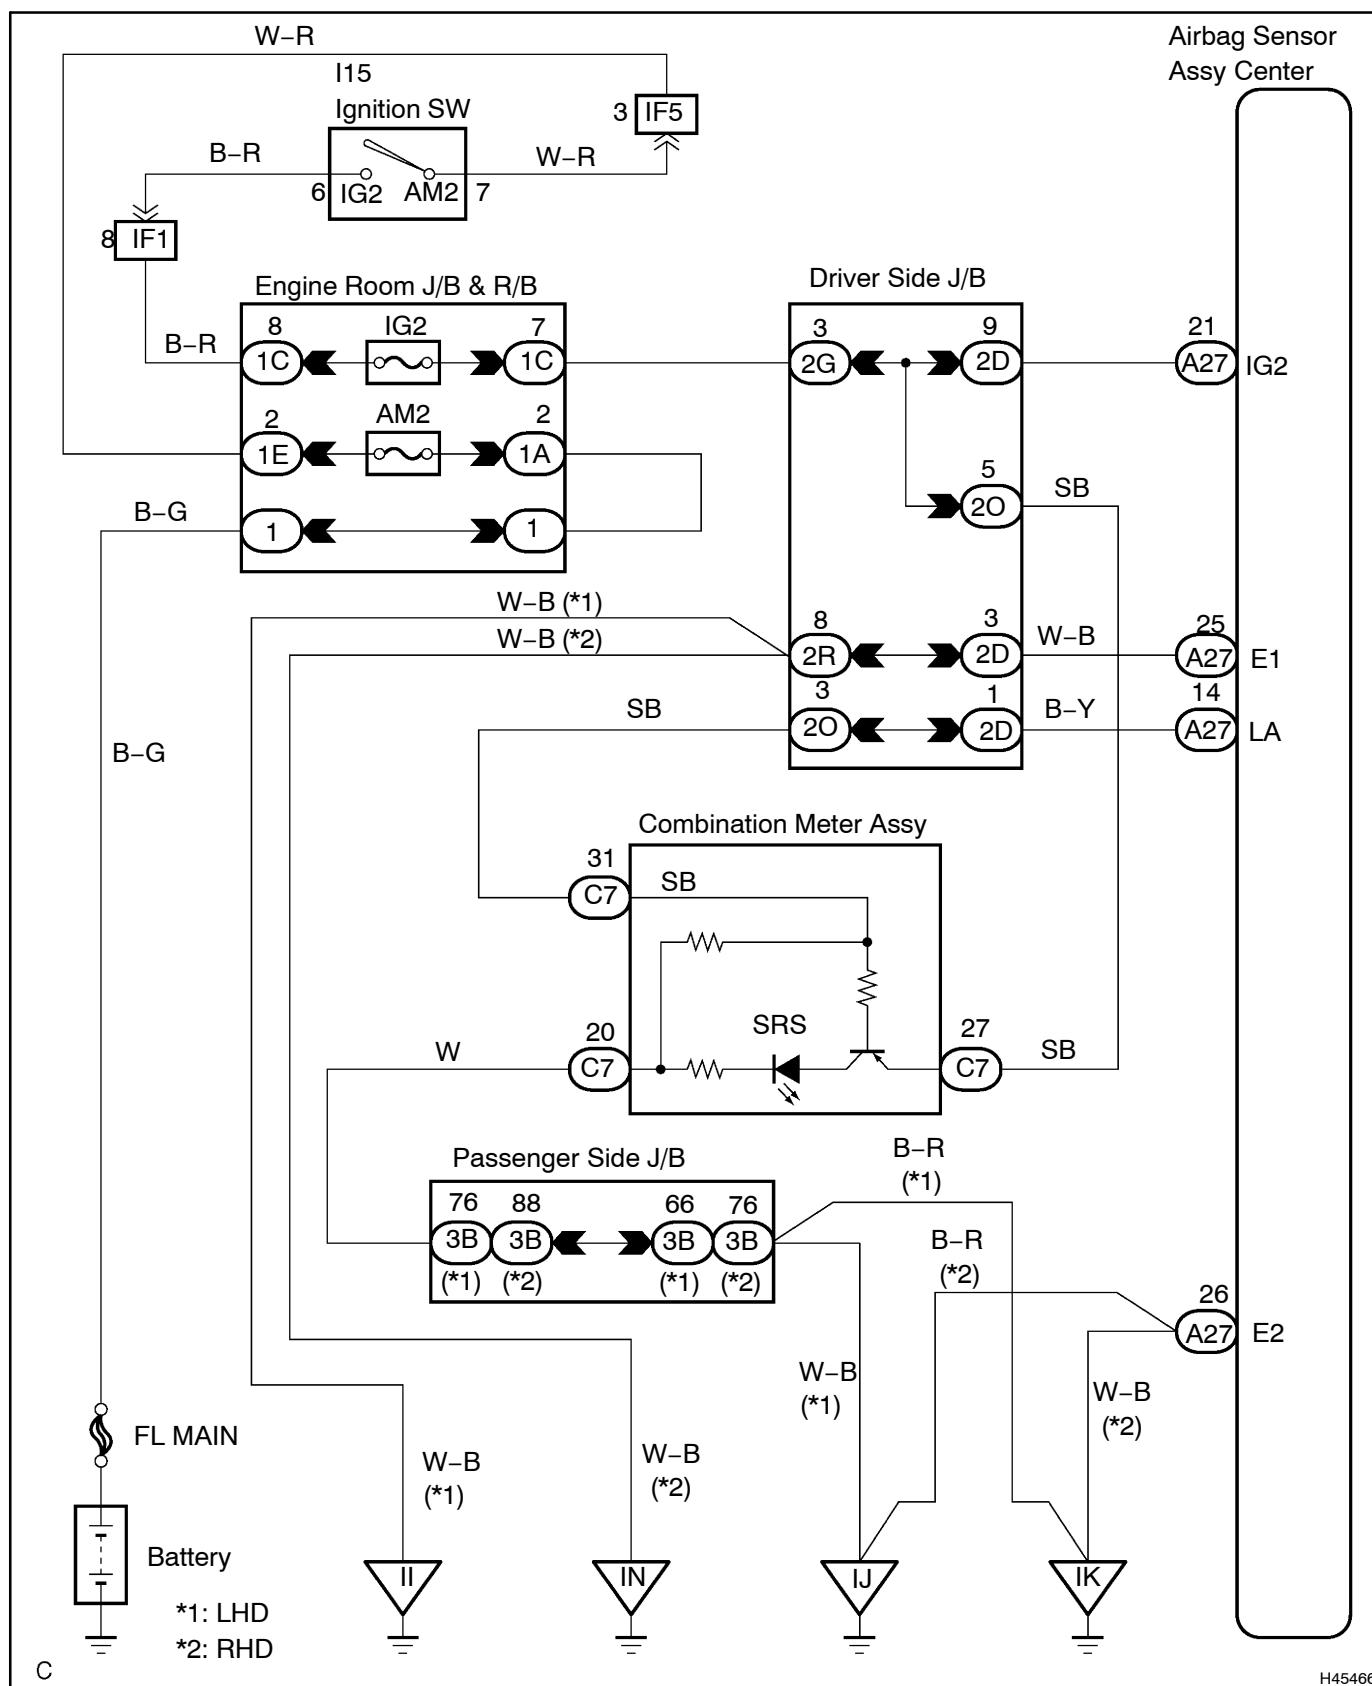 W–R
Airbag Sensor
Assy Center
I15
Ignition SW
3 IF5
B–R
W–R
6 IG2 AM2 7
8 IF1
Engine Room J/B & R/B
Driver Side J/B
B–R
8 IG2 7
1C 1C
3 9
2G 2D
21
A27 IG2
2 AM2 2
1E 1A
5
2O SB
B–G
1 1
W–B (*1)
W–B (*2)
8 3
2R 2D
W–B
25
A27 E1
SB
3 1
2O 2D
B–Y
14
A27 LA
B–G
Combination Meter Assy
31
C7 SB
SRS
W
20
C7
27
C7 SB
Passenger Side J/B
76 88 66 76
3B 3B 3B 3B
(*1) (*2) (*1) (*2)
B–R
(*1)
B–R
(*2)
26
A27 E2
W–B
(*1)
W–B
(*2)
FL MAIN
W–B
(*1)
W–B
(*2)
Battery
II IN IJ IK
*1: LHD
*2: RHD
C
H45466